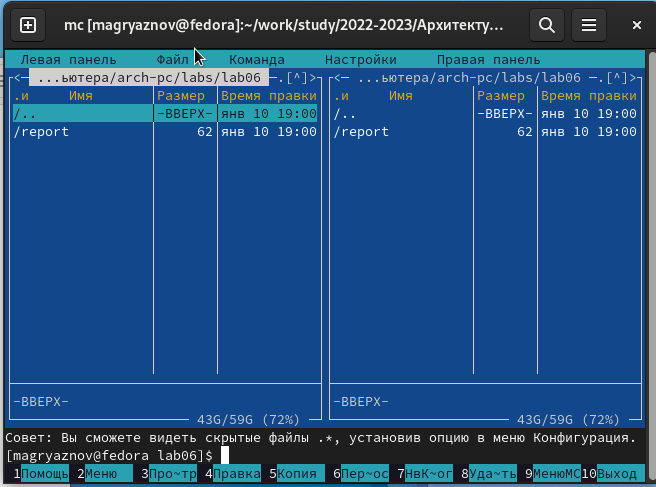 mc [magryaznov@fedora]:~/work/study/2022-2023/Архитекту...
Левая панель Файл Команда Настройки Правая панель
<─ ...ьютера/arch-pc/labs/lab06 ─.[^]> <─ ...ьютера/arch-pc/labs/lab06 ─.[^]>
.и Имя Размер Время правки .и Имя Размер Время правки
/.. -ВВЕРХ- янв 10 19:00 /.. -ВВЕРХ- янв 10 19:00
/report 62 янв 10 19:00 /report 62 янв 10 19:00
-ВВЕРХ- -ВВЕРХ-
43G/59G (72%) 43G/59G (72%)
Совет: Вы сможете видеть скрытые файлы .*, установив опцию в меню Конфигурация.
[magryaznov@fedora lab06]$
1Помощь 2Меню 3Про~тр 4Правка 5Копия 6Пер~ос 7НвК~ог 8Уда~ть 9МенюMC 10Выход